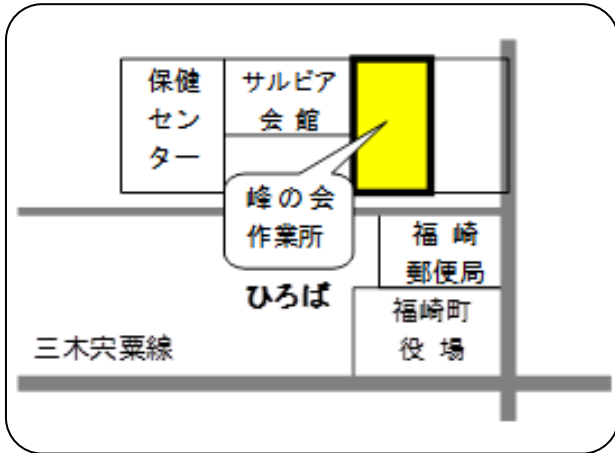 保健
セン
ター
サルビア
会館
峰の会
作業所
福崎
郵便局
ひろば
福崎町
役場
三木宍粟線